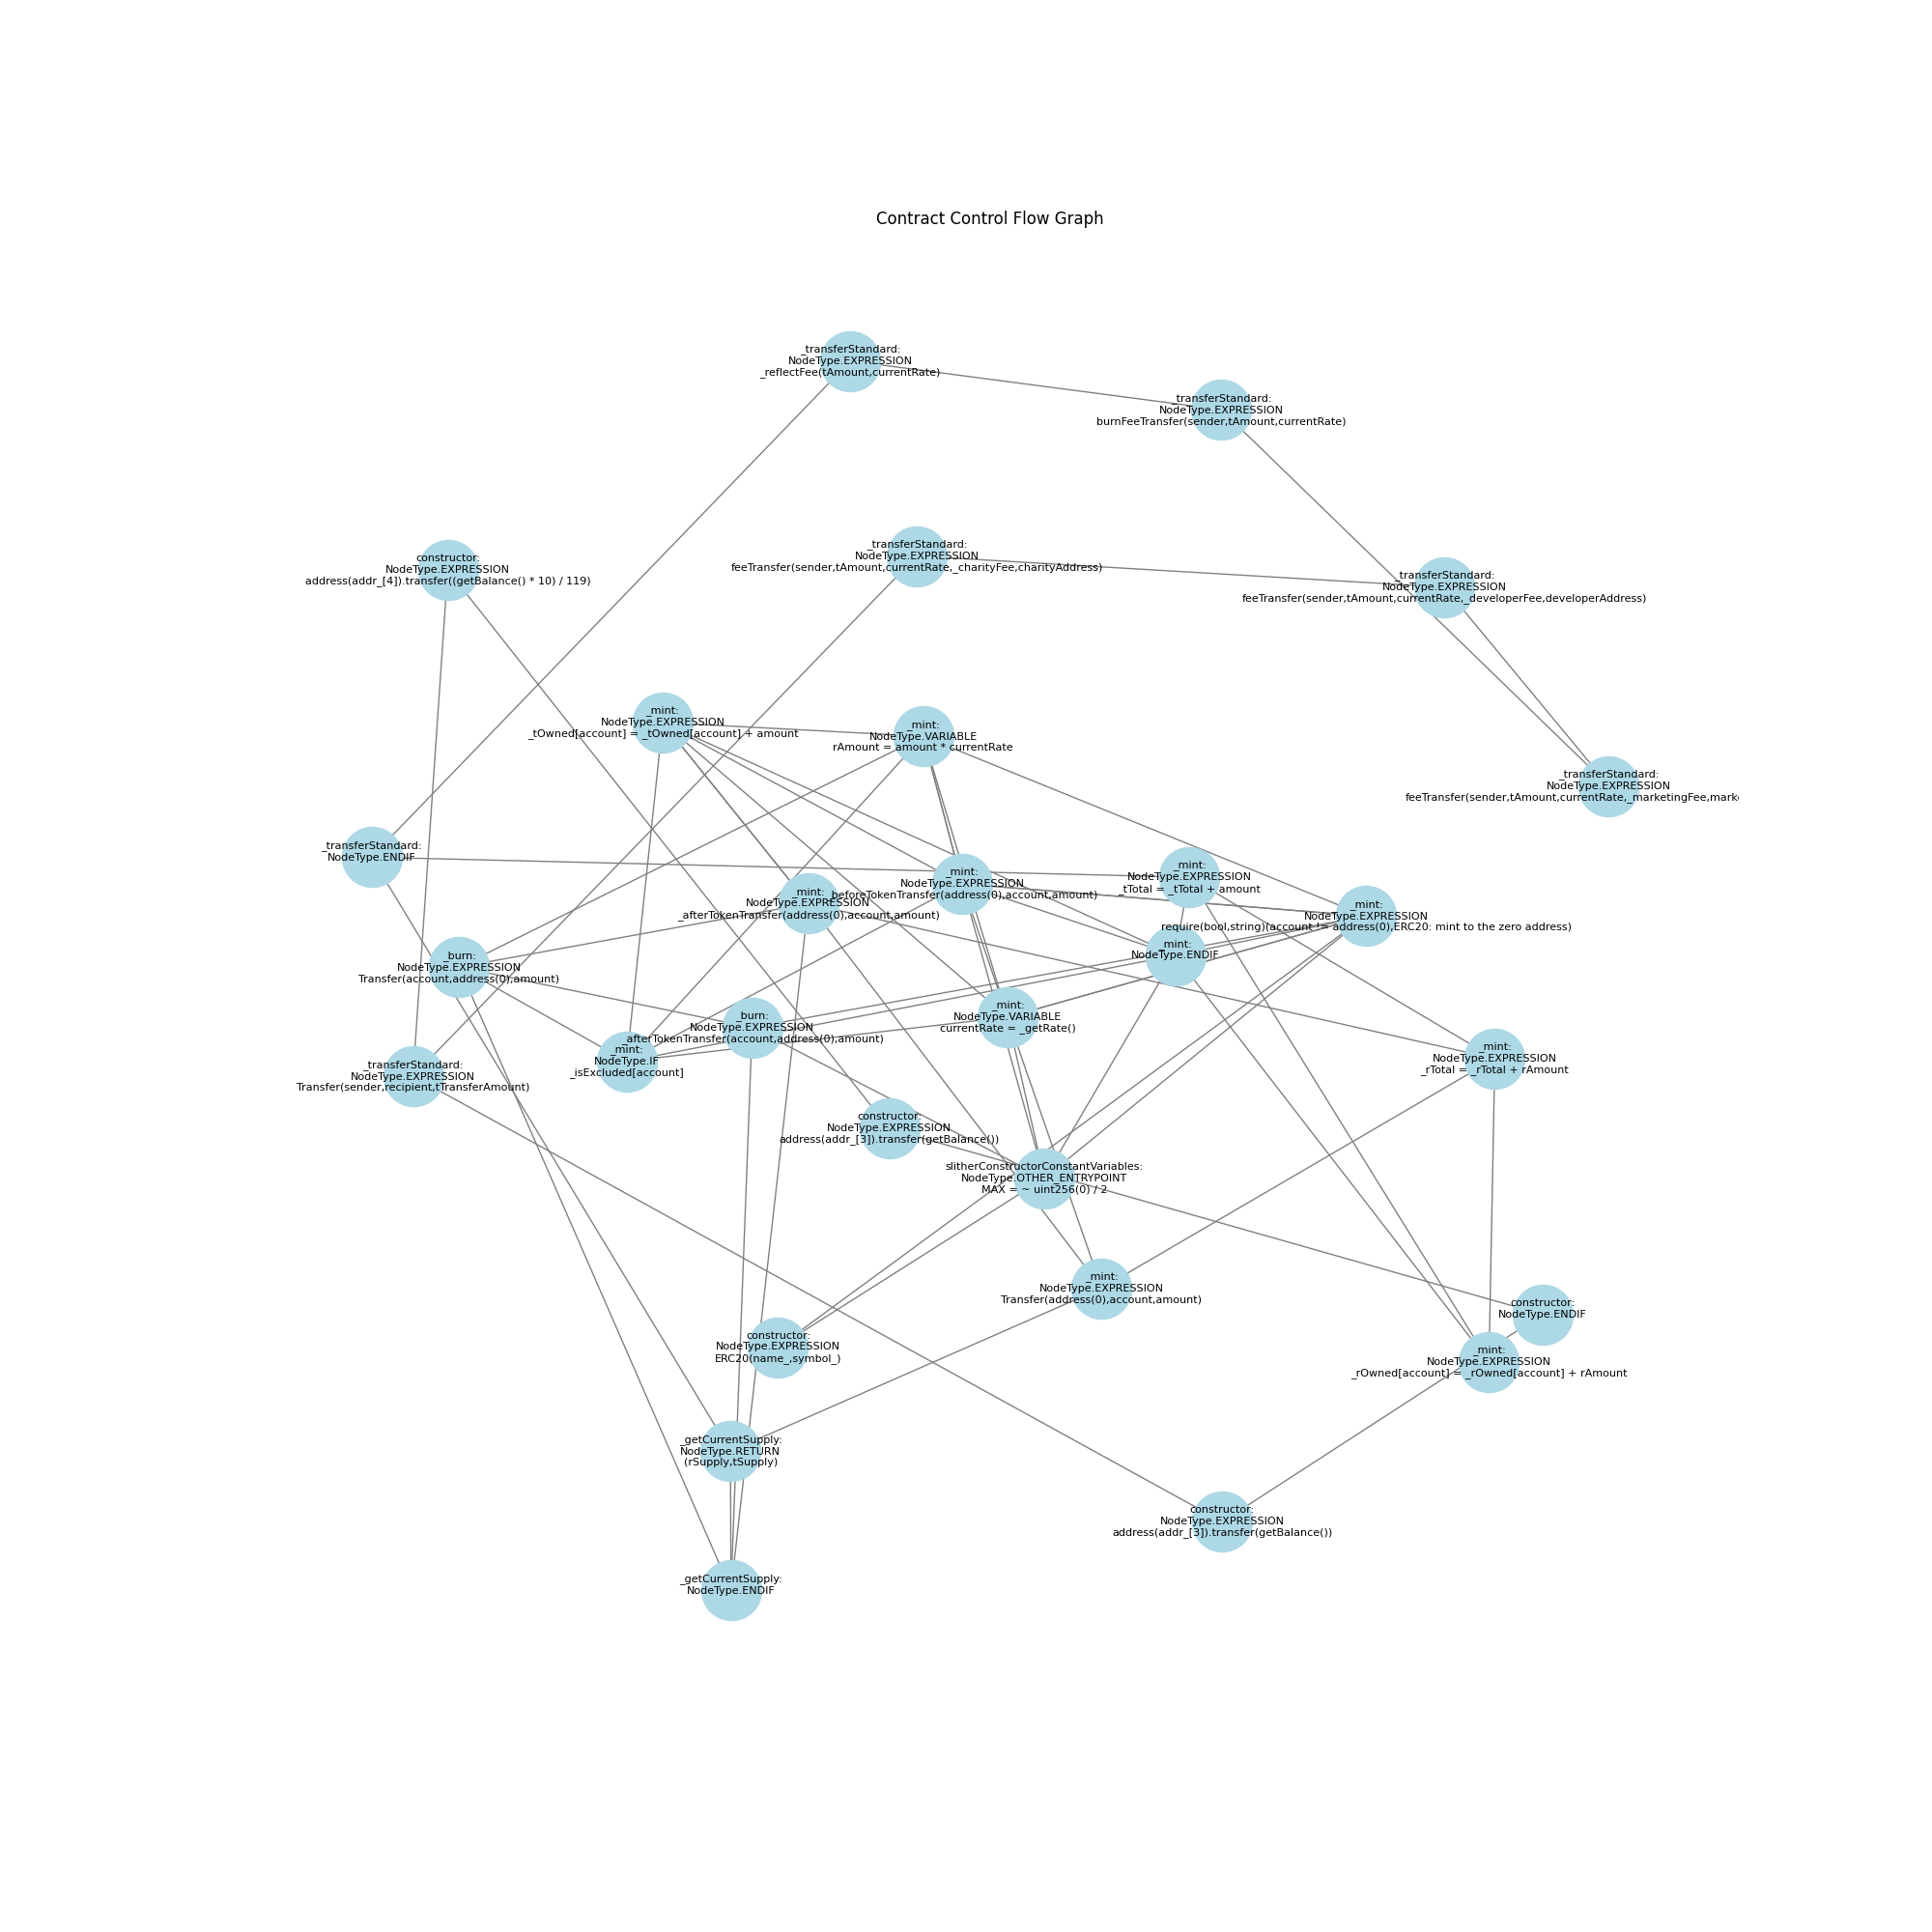 Contract Control Flow Graph
_transferStandard:
NodeType.EXPRESSION
_reflectFee(tAmount,currentRate)
_transferStandard:
NodeType.EXPRESSION
burnFeeTransfer(sender,tAmount,currentRate)
_transferStandard:
NodeType.EXPRESSION
feeTransfer(sender,tAmount,currentRate,_charityFee,charityAddress)
constructor:
NodeType.EXPRESSION
address(addr_[4]).transfer((getBalance() * 10) / 119)
_transferStandard:
NodeType.EXPRESSION
feeTransfer(sender,tAmount,currentRate,_developerFee,developerAddress)
_mint:
NodeType.EXPRESSION
_tOwned[account] = _tOwned[account] + amount
_mint:
NodeType.VARIABLE
rAmount = amount * currentRate
_transferStandard:
NodeType.EXPRESSION
feeTransfer(sender,tAmount,currentRate,_marketingFee,mark
_transferStandard:
NodeType.ENDIF
_mint:
NodeType.EXPRESSION
_beforeTokenTransfer(address(0),account,amount)
_mint:
NodeType.EXPRESSION
_tTotal = _tTotal + amount
_mint:
NodeType.EXPRESSION
_afterTokenTransfer(address(0),account,amount)
_mint:
NodeType.EXPRESSION
require(bool,string)(account != address(0),ERC20: mint to the zero address)
_mint:
NodeType.ENDIF
_burn:
NodeType.EXPRESSION
Transfer(account,address(0),amount)
_mint:
NodeType.VARIABLE
currentRate = _getRate()
_burn:
NodeType.EXPRESSION
_afterTokenTransfer(account,address(0),amount)
_mint:
NodeType.IF
_isExcluded[account]
_mint:
NodeType.EXPRESSION
_rTotal = _rTotal + rAmount
_transferStandard:
NodeType.EXPRESSION
Transfer(sender,recipient,tTransferAmount)
constructor:
NodeType.EXPRESSION
address(addr_[3]).transfer(getBalance())
slitherConstructorConstantVariables:
NodeType.OTHER_ENTRYPOINT
MAX = ~ uint256(0) / 2
_mint:
NodeType.EXPRESSION
Transfer(address(0),account,amount)
constructor:
NodeType.ENDIF
constructor:
NodeType.EXPRESSION
ERC20(name_,symbol_)
_mint:
NodeType.EXPRESSION
_rOwned[account] = _rOwned[account] + rAmount
_getCurrentSupply:
NodeType.RETURN
(rSupply,tSupply)
constructor:
NodeType.EXPRESSION
address(addr_[3]).transfer(getBalance())
_getCurrentSupply:
NodeType.ENDIF